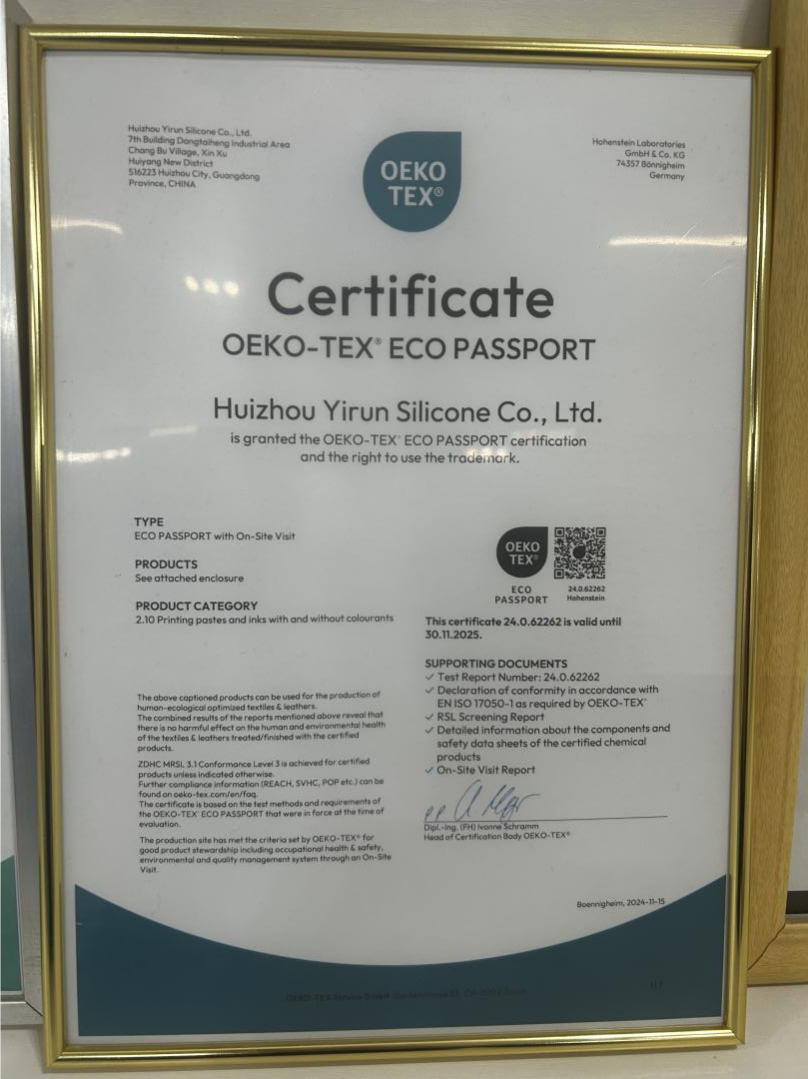 Huizhou Yirun Silicone Co., Ltd.
7th Building Dongtaiheng Industrial Area
Chang Bu Village, Xin Xu
Huiyang New District
516223 Huizhou City, Guangdong
Province, CHINA
OEKO
TEX®
Hohenstein Laboratories
GmbH & Co. KG
74357 Bönnigheim
Germany
Certificate
OEKO-TEX® ECO PASSPORT
Huizhou Yirun Silicone Co., Ltd.
is granted the OEKO-TEX® ECO PASSPORT certification
and the right to use the trademark.
TYPE
ECO PASSPORT with On-Site Visit
PRODUCTS
See attached enclosure
PRODUCT CATEGORY
2.10 Printing pastes and inks with and without colourants
OEKO
TEX®
ECO
PASSPORT
24.0.62262
Hohenstein
This certificate 24.0.62262 is valid until
30.11.2025.
SUPPORTING DOCUMENTS
✓ Test Report Number: 24.0.62262
✓ Declaration of conformity in accordance with
EN ISO 17050-1 as required by OEKO-TEX®
✓ RSL Screening Report
✓ Detailed information about the components and
safety data sheets of the certified chemical
products
✓ On-Site Visit Report
The above captioned products can be used for the production of
human-ecological optimized textiles & leathers.
The combined results of the reports mentioned above reveal that
there is no harmful effect on the human and environmental health
of the textiles & leathers treated/finished with the certified
products.
ZDHC MRSL 3.1 Conformance Level 3 is achieved for certified
products unless indicated otherwise.
Further compliance information (REACH, SVHC, POP etc.) can be
found on oeko-tex.com/en/faq.
The certificate is based on the test methods and requirements of
the OEKO-TEX® ECO PASSPORT that were in force at the time of
evaluation.
The production site has met the criteria set by OEKO-TEX® for
good product stewardship including occupational health & safety,
environmental and quality management system through an On-Site
Visit.
Dipl.-Ing. (FH) Ivonne Schramm
Head of Certification Body OEKO-TEX®
Boennigheim, 2024-11-15
OEKO-TEX Service GmbH